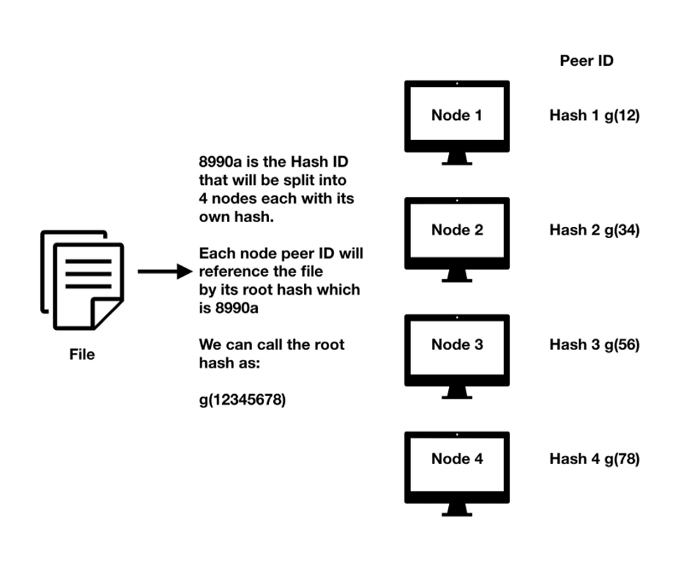 Peer ID
Node 1
Hash 1 g(12)
8990a is the Hash ID
that will be split into
4 nodes each with its
own hash.
Node 2
Hash 2 g(34)
Each node peer ID will
reference the file
by its root hash which
is 8990a
File
We can call the root
hash as:
g(12345678)
Node 3
Hash 3 g(56)
Node 4
Hash 4 g(78)